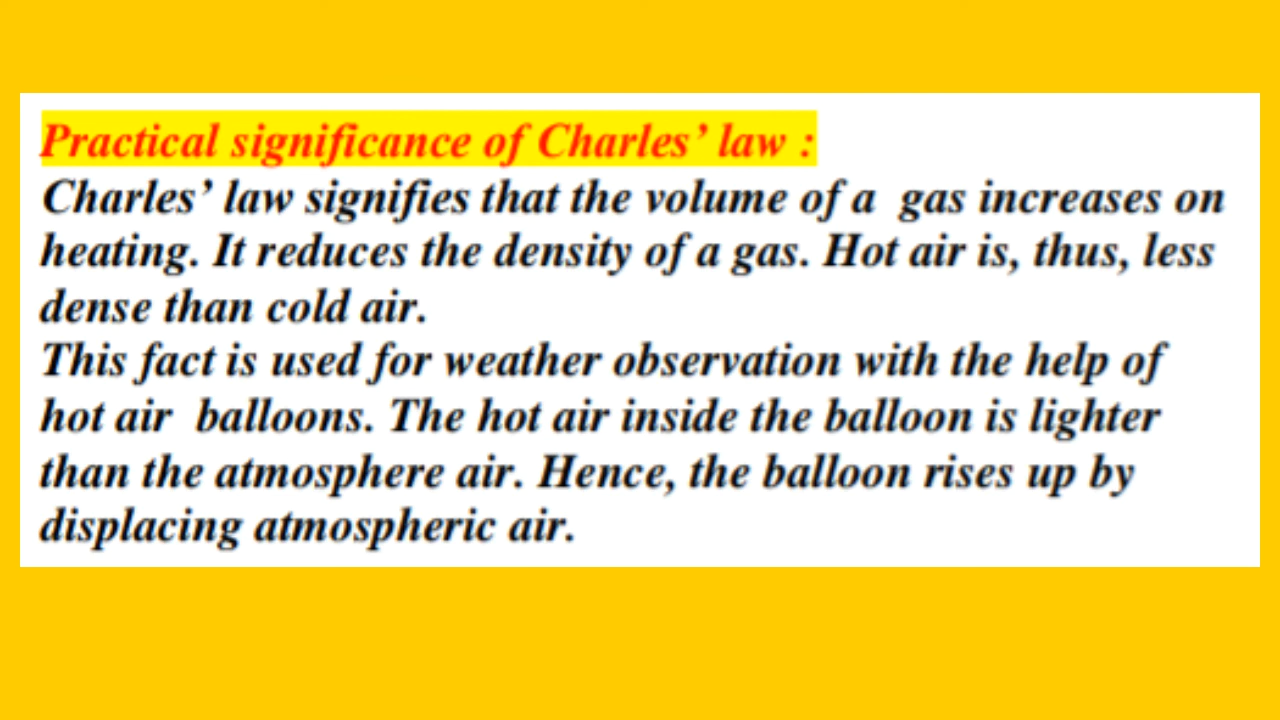 Practical significance of Charles’ law :
Charles’ law signifies that the volume of a gas increases on
heating. It reduces the density of a gas. Hot air is, thus, less
dense than cold air.
This fact is used for weather observation with the help of
hot air balloons. The hot air inside the balloon is lighter
than the atmosphere air. Hence, the balloon rises up by
displacing atmospheric air.